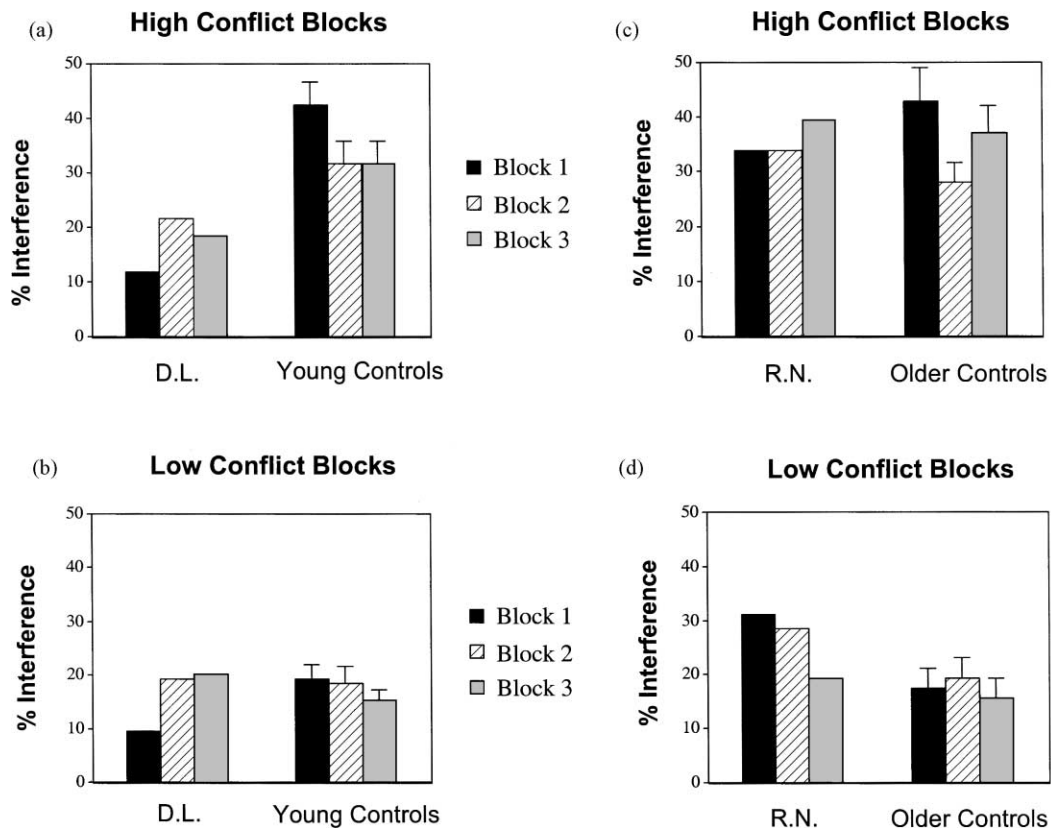 (a)
High Conflict Blocks
50
40
30
20
10
0
% Interference
D.L.
Young Controls
Block 1
Block 2
Block 3
(c)
High Conflict Blocks
50
40
30
20
10
0
% Interference
R.N.
Older Controls
(b)
Low Conflict Blocks
50
40
30
20
10
0
% Interference
D.L.
Young Controls
Block 1
Block 2
Block 3
(d)
Low Conflict Blocks
50
40
30
20
10
0
% Interference
R.N.
Older Controls